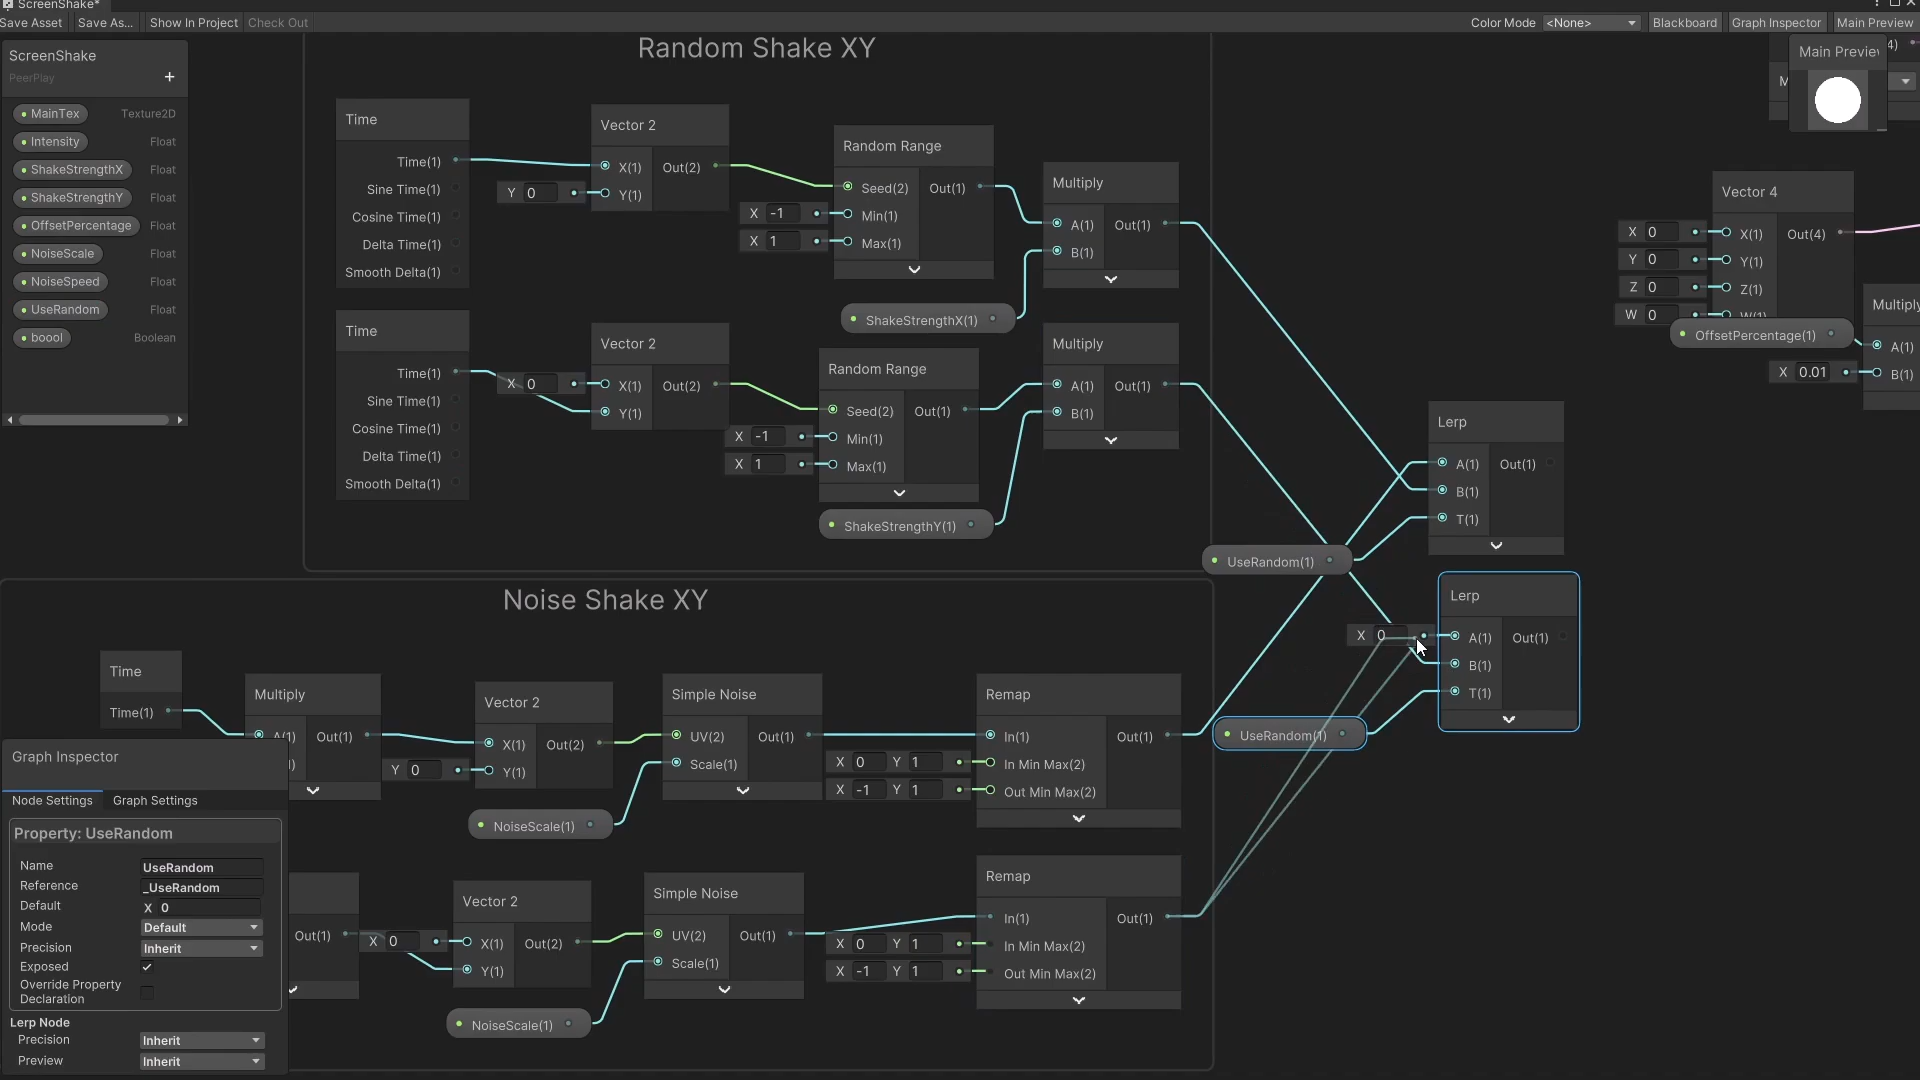 ScreenShake*
Save Asset Save As... Show In Project Check Out Color Mode <None> Blackboard Graph Inspector Main Preview
ScreenShake
PeerPlay
+
MainTex Texture2D
Intensity Float
ShakeStrengthX Float
ShakeStrengthY Float
OffsetPercentage Float
NoiseScale Float
NoiseSpeed Float
UseRandom Float
boool Boolean
Random Shake XY
Time
Time(1)
Sine Time(1)
Cosine Time(1)
Delta Time(1)
Smooth Delta(1)
Y 0
Vector 2
X(1) Out(2)
Y(1)
X -1
X 1
Random Range
Seed(2) Out(1)
Min(1)
Max(1)
ShakeStrengthX(1)
Multiply
A(1) Out(1)
B(1)
Time
Time(1)
Sine Time(1)
Cosine Time(1)
Delta Time(1)
Smooth Delta(1)
X 0
Vector 2
X(1) Out(2)
Y(1)
X -1
X 1
Random Range
Seed(2) Out(1)
Min(1)
Max(1)
ShakeStrengthY(1)
Multiply
A(1) Out(1)
B(1)
Main Preview
4)
M
Vector 4
X 0 X(1) Out(4)
Y 0 Y(1)
Z 0 Z(1)
W 0 W(1)
OffsetPercentage(1)
X 0.01
Multiply
A(1)
B(1)
Lerp
A(1) Out(1)
B(1)
T(1)
UseRandom(1)
Lerp
X 0 A(1) Out(1)
B(1)
T(1)
UseRandom(1)
Noise Shake XY
Time
Time(1)
Multiply
A(1) Out(1)
1)
Y 0
Vector 2
X(1) Out(2)
Y(1)
NoiseScale(1)
Simple Noise
UV(2) Out(1)
Scale(1)
X 0 Y 1
X -1 Y 1
Remap
In(1) Out(1)
In Min Max(2)
Out Min Max(2)
Out(1)
X 0
Vector 2
X(1) Out(2)
Y(1)
NoiseScale(1)
Simple Noise
UV(2) Out(1)
Scale(1)
X 0 Y 1
X -1 Y 1
Remap
In(1) Out(1)
In Min Max(2)
Out Min Max(2)
Graph Inspector
Node Settings Graph Settings
Property: UseRandom
Name UseRandom
Reference _UseRandom
Default X 0
Mode Default
Precision Inherit
Exposed
Override Property
Declaration
Lerp Node
Precision Inherit
Preview Inherit